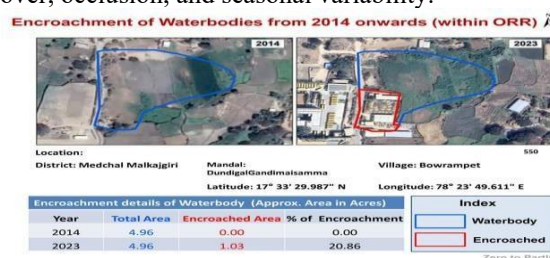 over, occlusion, and seasonal variability.
Encroachment of Waterbodies from 2014 onwards (within ORR)
2014
2023
Location:
550
District: Medchal Malkajgiri
Mandal:
DundigalGandimaisamma
Village: Bowrampet
Latitude: 17° 33' 29.987" N
Longitude: 78° 23' 49.611" E
Encroachment details of Waterbody (Approx. Area in Acres)
Year Total Area Encroached Area % of Encroachment
2014 4.96 0.00 0.00
2023 4.96 1.03 20.86
Index
Waterbody
Encroached